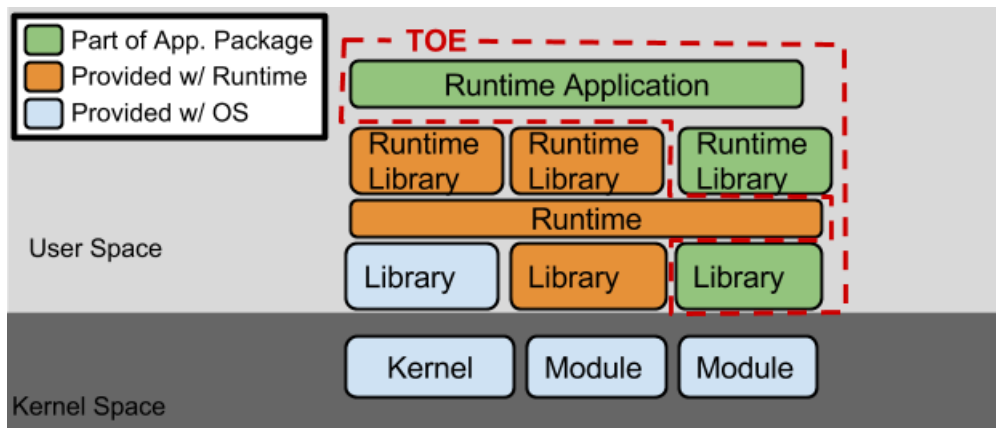 Part of App. Package
Provided w/ Runtime
Provided w/ OS
TOE
Runtime Application
Runtime
Library
Runtime
Library
Runtime
Library
Runtime
User Space
Library
Library
Library
Kernel
Module
Module
Kernel Space